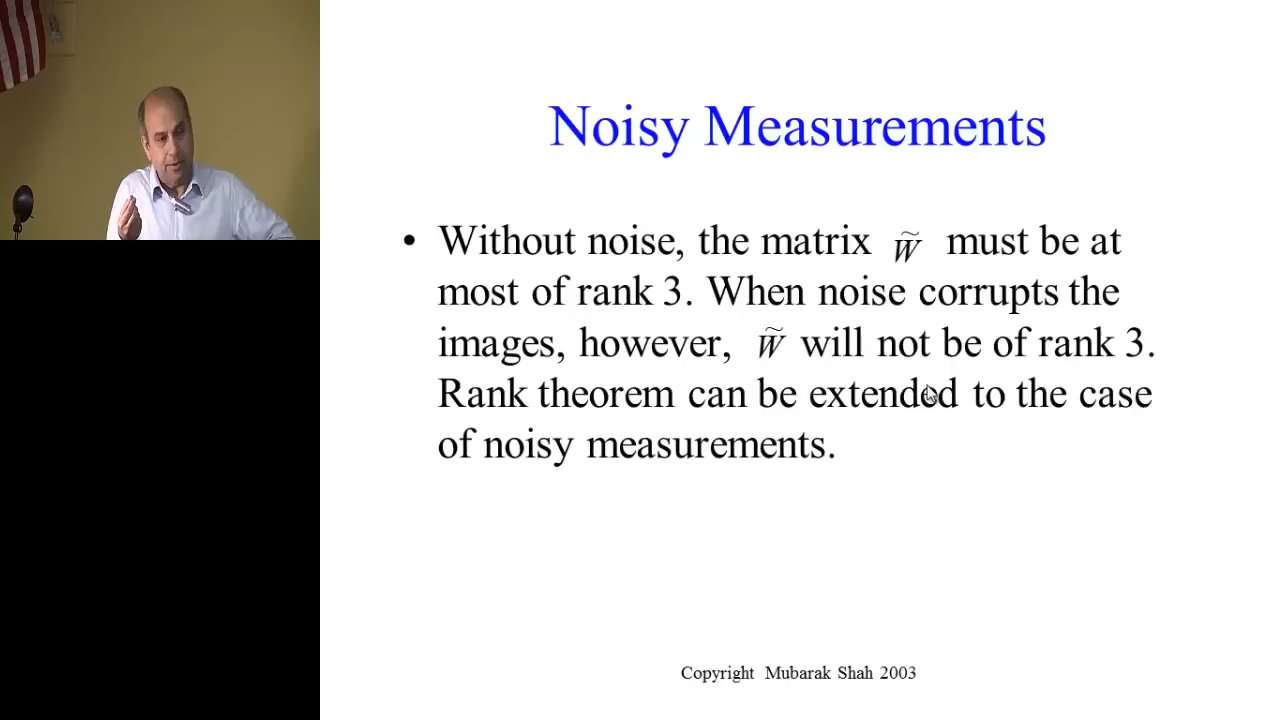 Noisy Measurements
• Without noise, the matrix W̃ must be at
most of rank 3. When noise corrupts the
images, however, W̃ will not be of rank 3.
Rank theorem can be extended to the case
of noisy measurements.
Copyright Mubarak Shah 2003